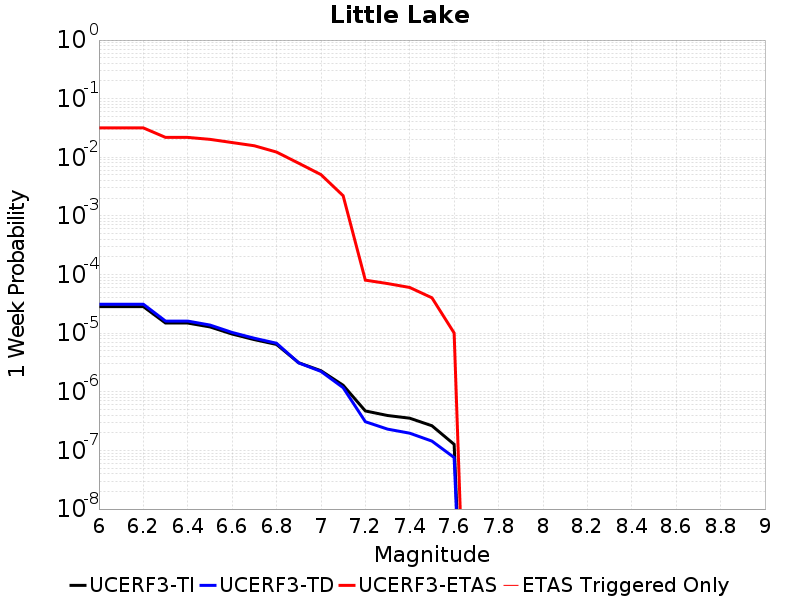 Little Lake
10^0
10^-1
10^-2
10^-3
10^-4
10^-5
10^-6
10^-7
10^-8
1 Week Probability
6 6.2 6.4 6.6 6.8 7 7.2 7.4 7.6 7.8 8 8.2 8.4 8.6 8.8 9
Magnitude
UCERF3-TI UCERF3-TD UCERF3-ETAS ETAS Triggered Only